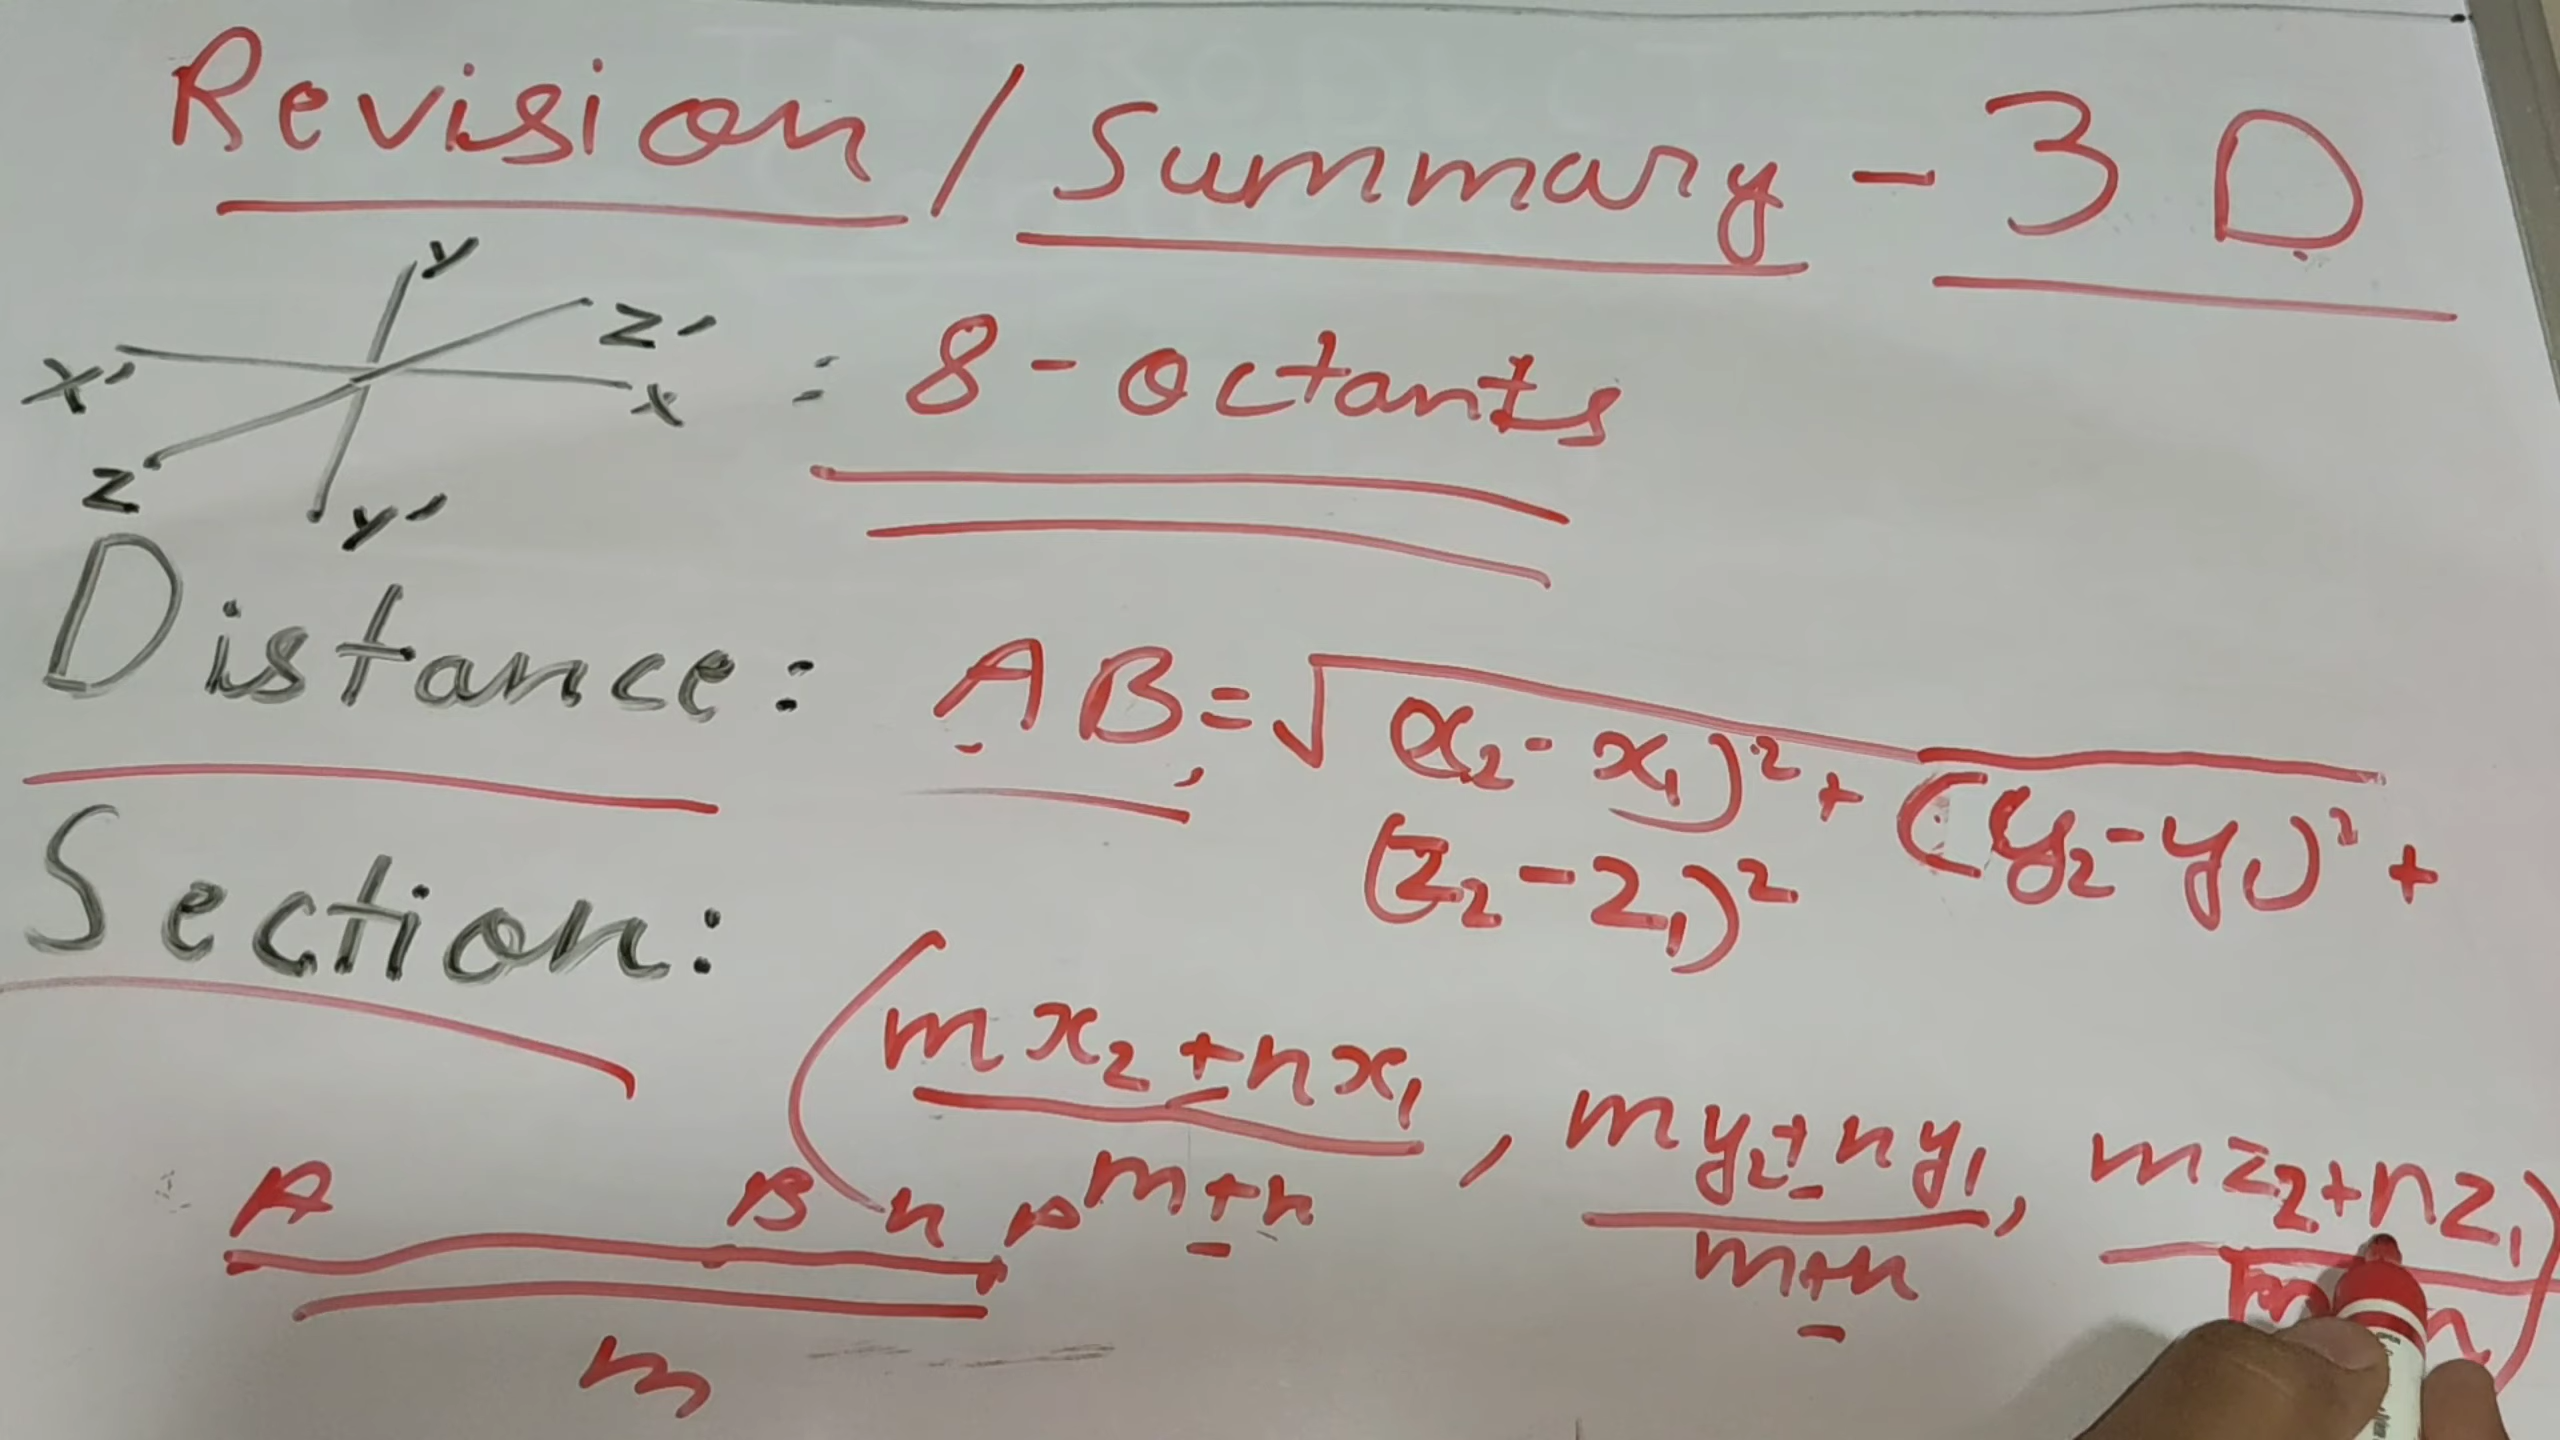 Revision / Summary - 3 D
y
z'
x'
x
z
y'
: 8 - octants
Distance: AB = √(x₂ - x₁)² + (y₂ - y₁)² +
(z₂ - z₁)²
Section:
(mx₂ ± nx₁ / m ± n, my₂ ± ny₁ / m ± n, mz₂ + nz₁ / m n)
A B n P
m